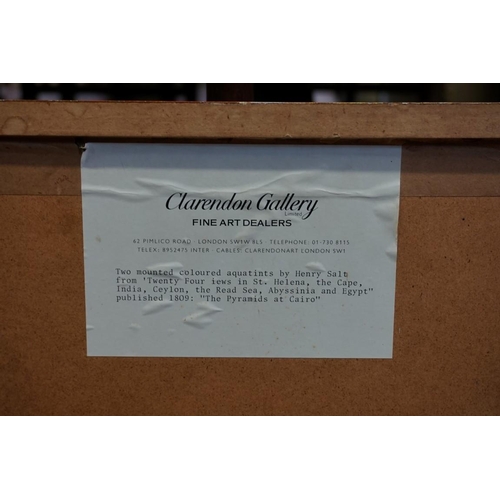 Clarendon Gallery
Limited
FINE ART DEALERS
62 PIMLICO ROAD · LONDON SW1W 8LS · TELEPHONE: 01-730 8115
TELEX: 8952475 INTER · CABLES: CLARENDONART LONDON SW1
Two mounted coloured aquatints by Henry Salt
from 'Twenty Four iews in St. Helena, the Cape,
India, Ceylon, the Read Sea, Abyssinia and Egypt"
published 1809: "The Pyramids at Cairo"